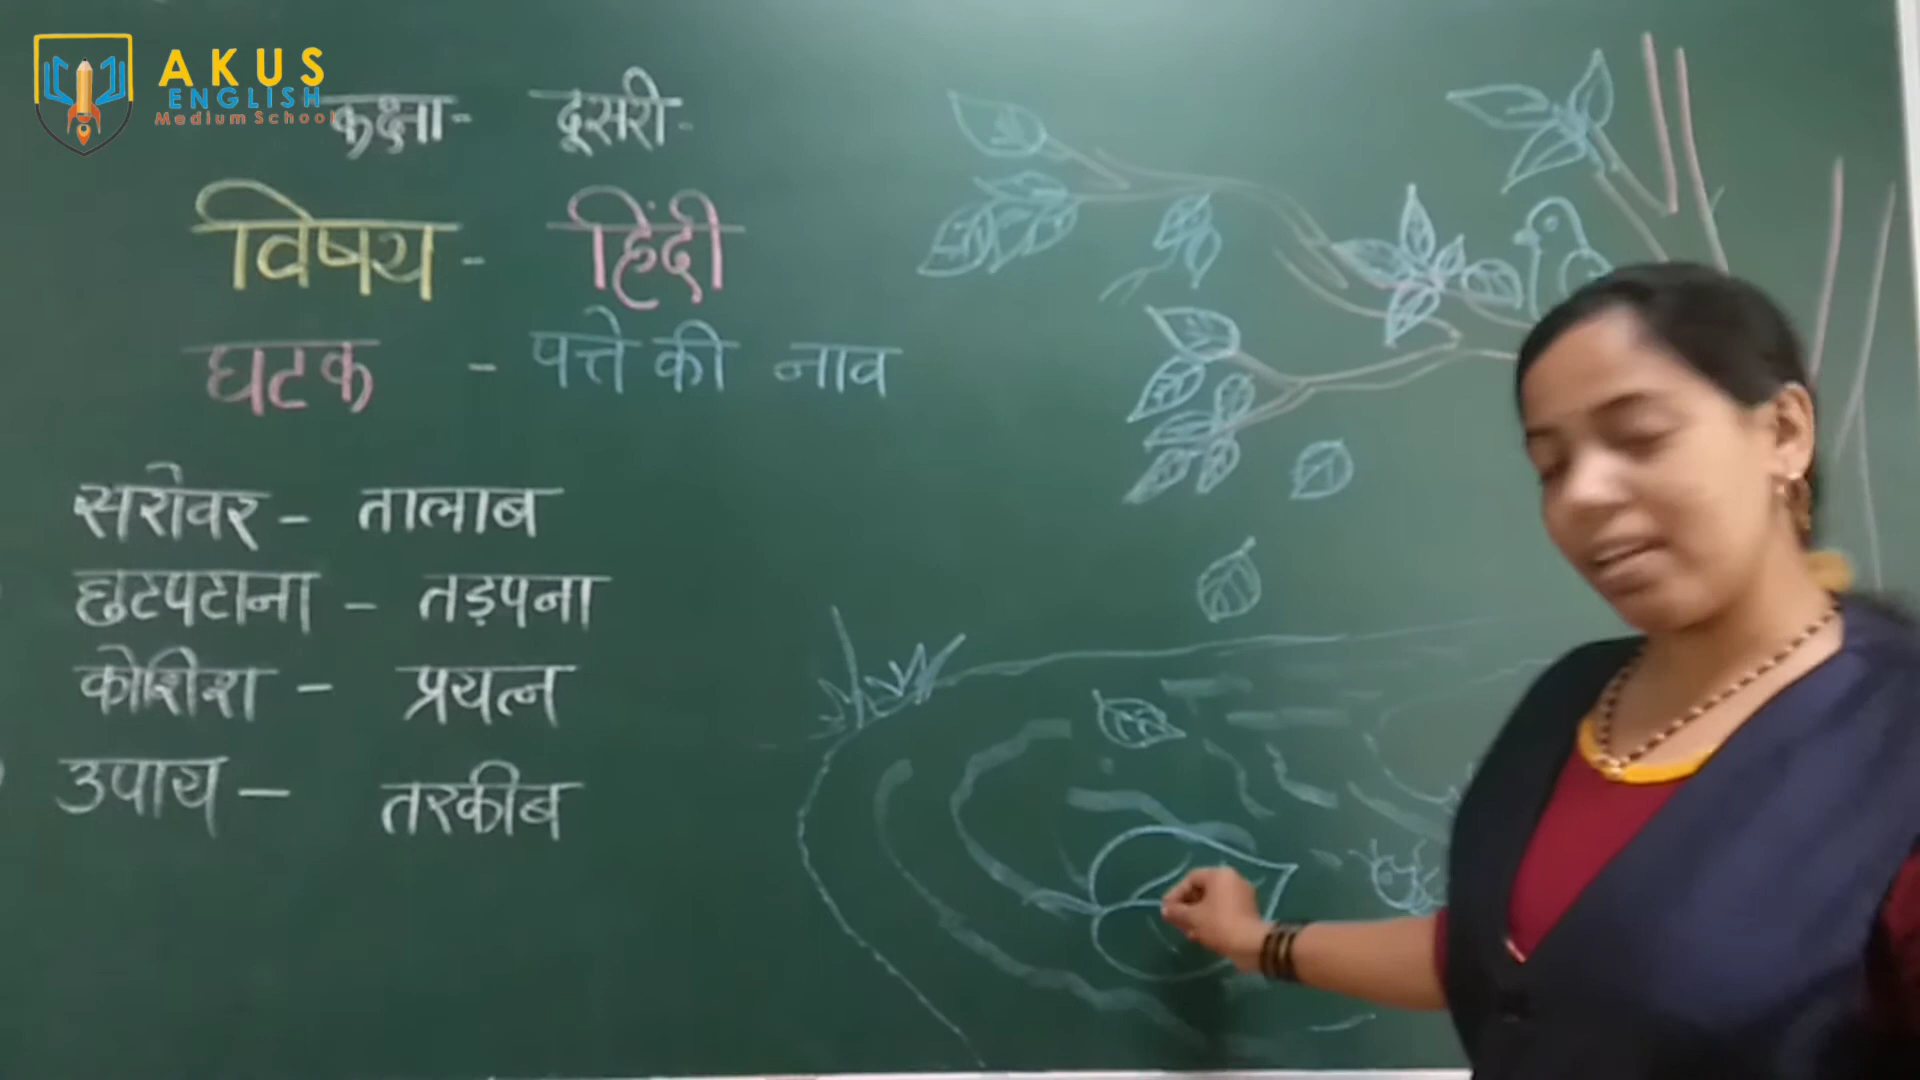 AKUS
ENGLISH
Medium School
कक्षा - दूसरी -
विषय - हिंदी
घटक - पत्ते की नाव
सरोवर - तालाब
छटपटाना - तड़पना
कोशिश - प्रयत्न
उपाय - तरकीब